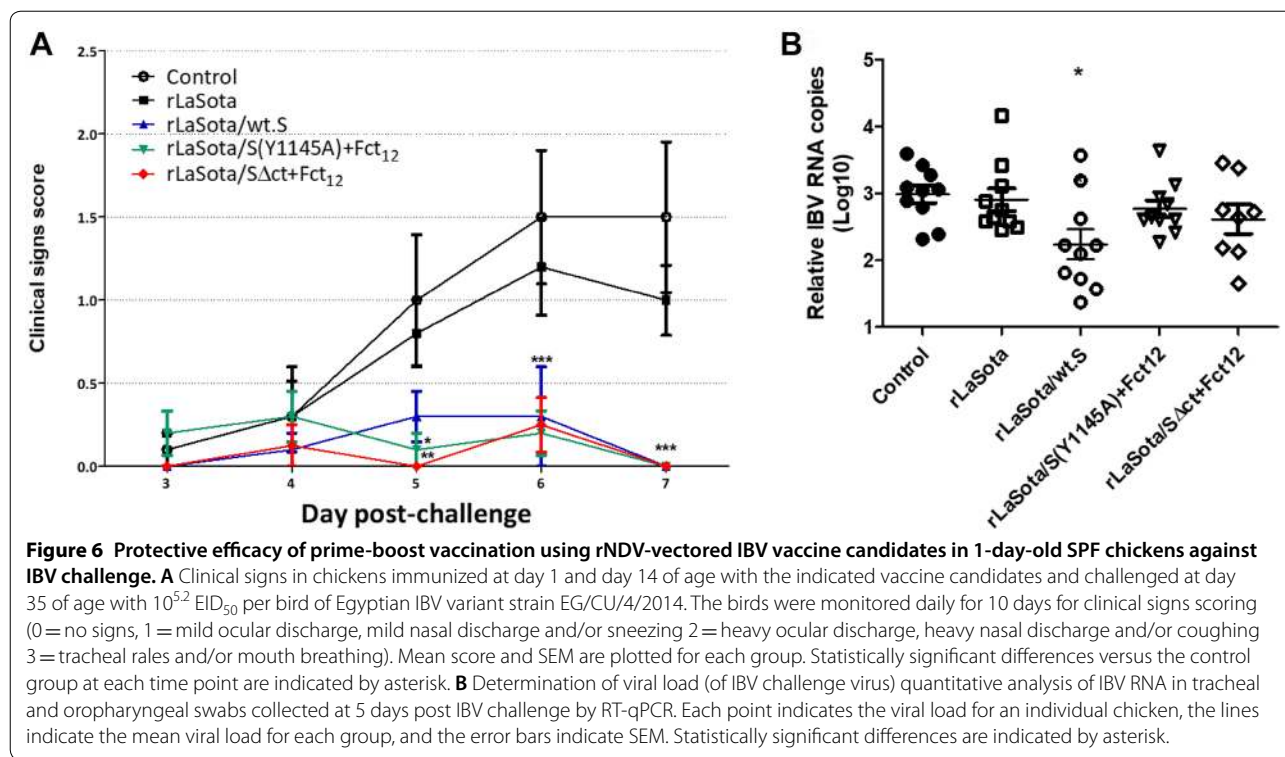 A
2.5
Control
rLaSota
rLaSota/wt.S
rLaSota/S(Y1145A)+Fct12
rLaSota/SΔct+Fct12
2.0
1.5
1.0
0.5
0.0
Clinical signs score
***
*
**
***
3 4 5 6 7
Day post-challenge
B
5
4
3
2
1
Relative IBV RNA copies
(Log10)
*
Control
rLaSota
rLaSota/wt.S
rLaSota/S(Y1145A)+Fct12
rLaSota/SΔct+Fct12
Figure 6 Protective efficacy of prime-boost vaccination using rNDV-vectored IBV vaccine candidates in 1-day-old SPF chickens against
IBV challenge. A Clinical signs in chickens immunized at day 1 and day 14 of age with the indicated vaccine candidates and challenged at day
35 of age with 10^5.2 EID50 per bird of Egyptian IBV variant strain EG/CU/4/2014. The birds were monitored daily for 10 days for clinical signs scoring
(0 = no signs, 1 = mild ocular discharge, mild nasal discharge and/or sneezing 2 = heavy ocular discharge, heavy nasal discharge and/or coughing
3 = tracheal rales and/or mouth breathing). Mean score and SEM are plotted for each group. Statistically significant differences versus the control
group at each time point are indicated by asterisk. B Determination of viral load (of IBV challenge virus) quantitative analysis of IBV RNA in tracheal
and oropharyngeal swabs collected at 5 days post IBV challenge by RT-qPCR. Each point indicates the viral load for an individual chicken, the lines
indicate the mean viral load for each group, and the error bars indicate SEM. Statistically significant differences are indicated by asterisk.